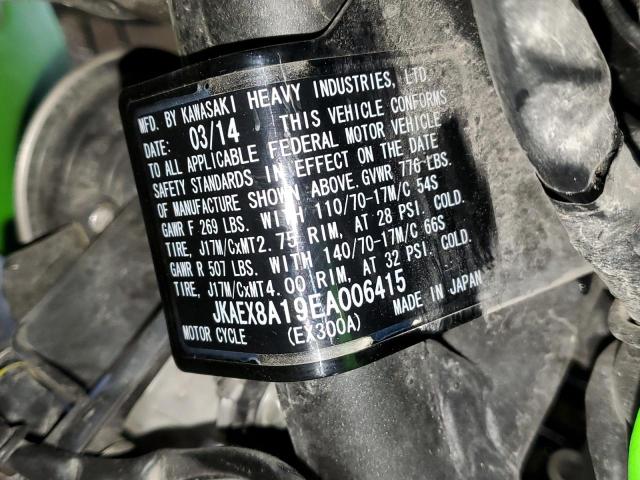 MFD. BY KAWASAKI HEAVY INDUSTRIES, LTD
DATE: 03/14 THIS VEHICLE CONFORMS
TO ALL APPLICABLE FEDERAL MOTOR VEHICLE
SAFETY STANDARDS IN EFFECT ON THE DATE
OF MANUFACTURE SHOWN ABOVE. GVWR 776 LBS.
GAWR F 269 LBS. WITH 110/70-17M/C 54S
TIRE, J17M/CxMT2.75 RIM, AT 28 PSI. COLD.
GAWR R 507 LBS. WITH 140/70-17M/C 66S
TIRE, J17M/CxMT4.00 RIM, AT 32 PSI. COLD.
JKAEX8A19EA006415
MOTOR CYCLE (EX300A) MADE IN JAPAN